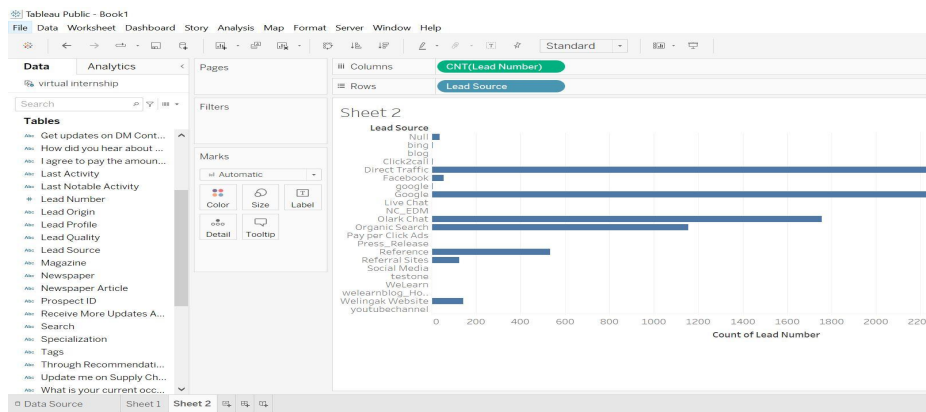 Tableau Public - Book1
File Data Worksheet Dashboard Story Analysis Map Format Server Window Help
Standard
Data Analytics
Pages
Columns
CNT(Lead Number)
virtual internship
Rows
Lead Source
Search
Filters
Sheet 2
Tables
Get updates on DM Cont...
How did you hear about ...
I agree to pay the amoun...
Last Activity
Last Notable Activity
Lead Number
Lead Origin
Lead Profile
Lead Quality
Lead Source
Magazine
Newspaper
Newspaper Article
Prospect ID
Receive More Updates A...
Search
Specialization
Tags
Through Recommendati...
Update me on Supply Ch...
What is your current occ...
Marks
Automatic
Color Size Label
Detail Tooltip
Lead Source
Null
bing
blog
Click2call
Direct Traffic
Facebook
google
Google
Live Chat
NC_EDM
Olark Chat
Organic Search
Pay per Click Ads
Press_Release
Reference
Referral Sites
Social Media
testone
WeLearn
welearnblog_Ho..
Welingak Website
youtubechannel
0 200 400 600 800 1000 1200 1400 1600 1800 2000 220
Count of Lead Number
Data Source Sheet 1 Sheet 2